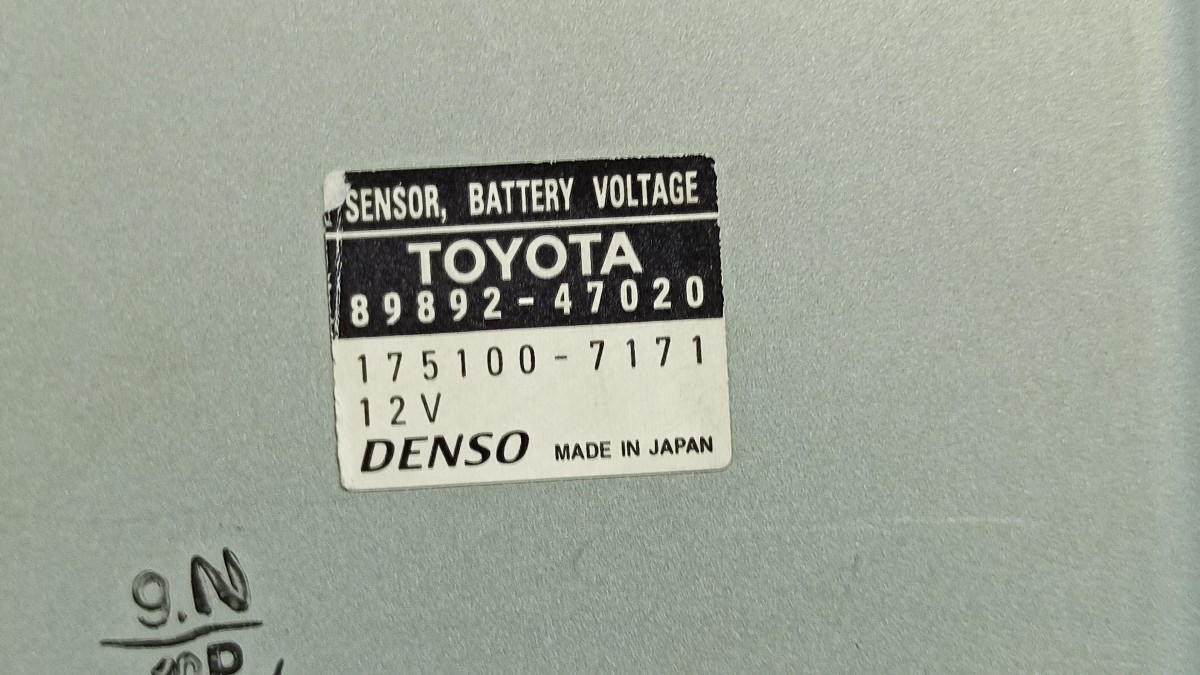 SENSOR, BATTERY VOLTAGE
TOYOTA
89892-47020
175100-7171
12V
DENSO MADE IN JAPAN
9.N